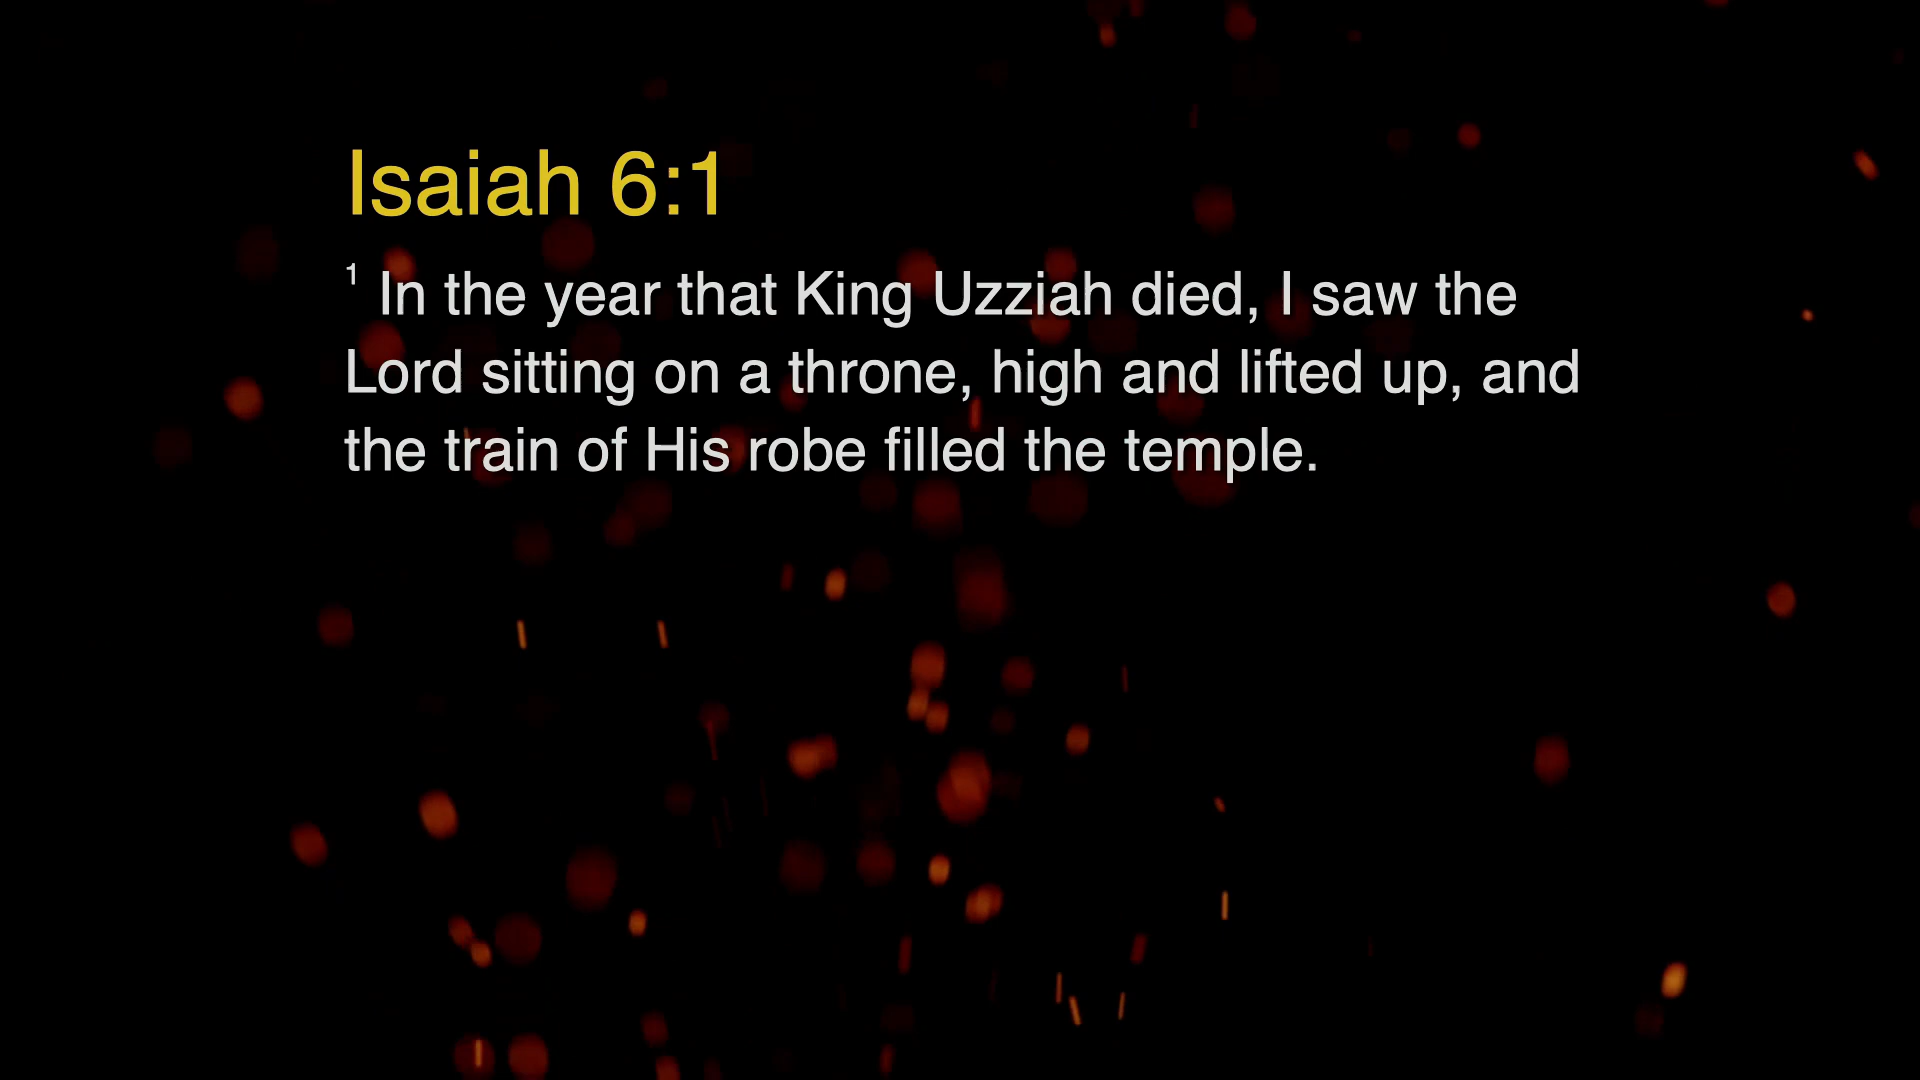 Isaiah 6:1
1 In the year that King Uzziah died, I saw the
Lord sitting on a throne, high and lifted up, and
the train of His robe filled the temple.